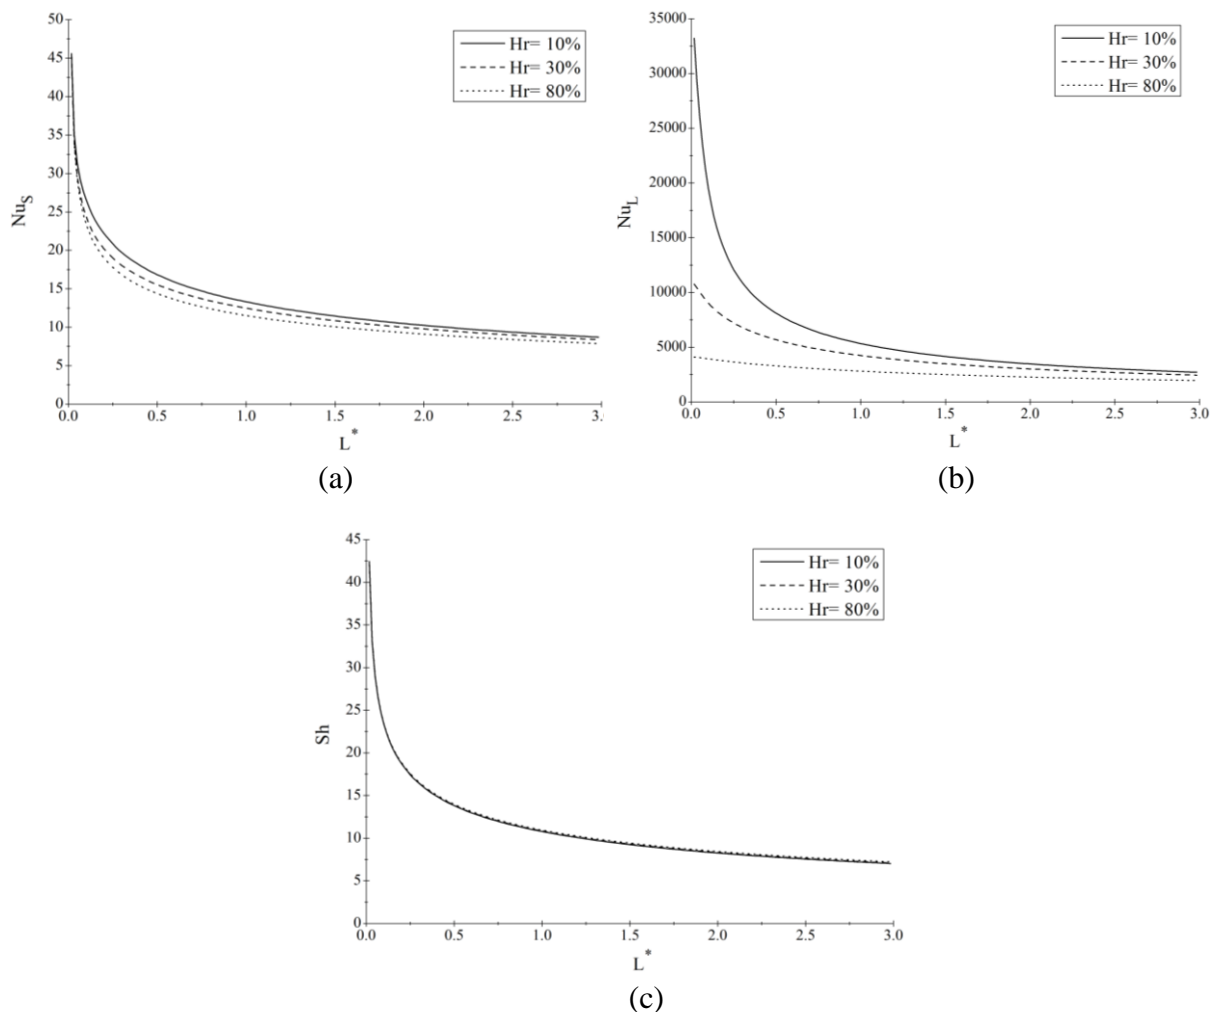 50
45
40
35
30
25
20
15
10
5
0
Nu_S
Hr= 10%
Hr= 30%
Hr= 80%
0.0 0.5 1.0 1.5 2.0 2.5 3.
L*
(a)
35000
30000
25000
20000
15000
10000
5000
0
Nu_L
Hr= 10%
Hr= 30%
Hr= 80%
0.0 0.5 1.0 1.5 2.0 2.5 3.0
L*
(b)
45
40
35
30
25
20
15
10
5
0
Sh
Hr= 10%
Hr= 30%
Hr= 80%
0.0 0.5 1.0 1.5 2.0 2.5 3.0
L*
(c)